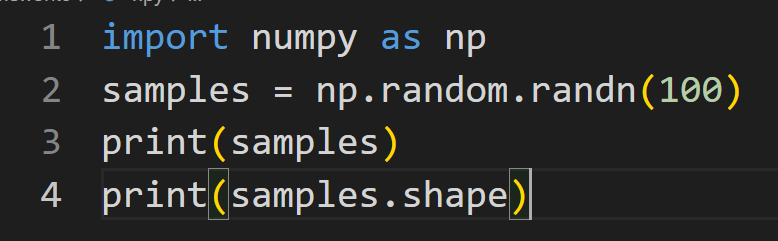 1 import numpy as np
2 samples = np.random.randn(100)
3 print(samples)
4 print(samples.shape)